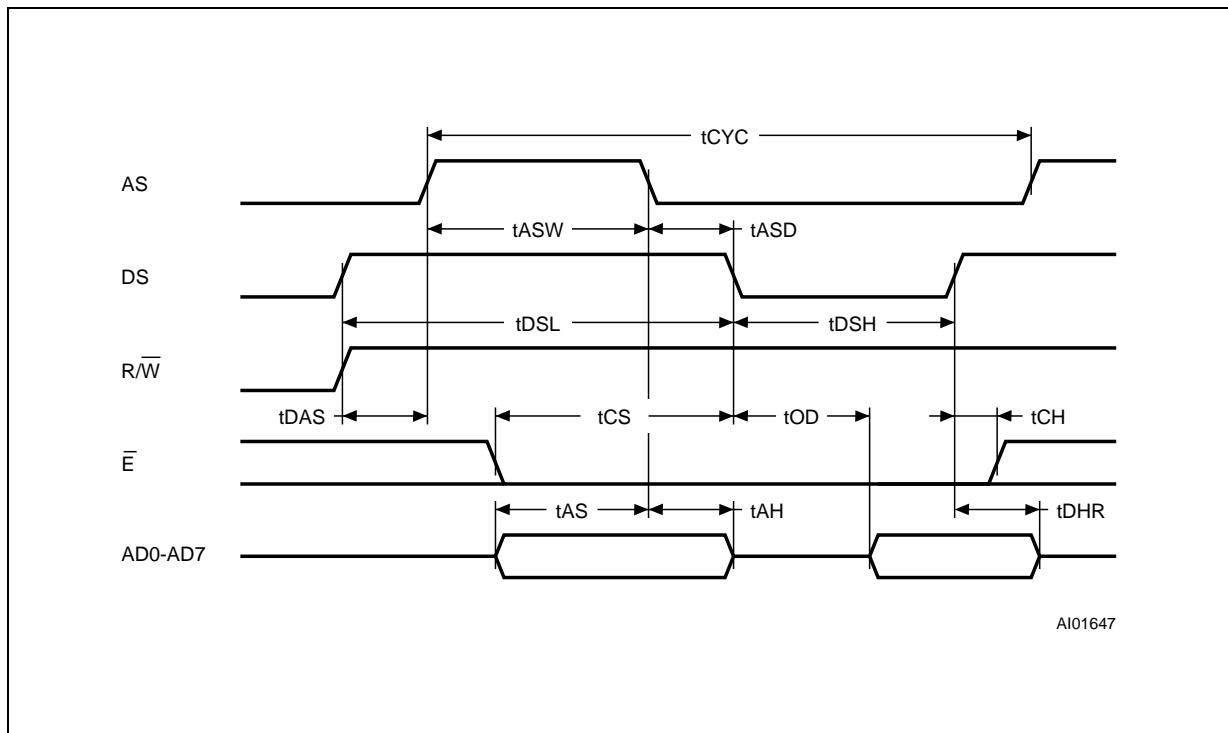 tCYC
AS
tASW tASD
DS
tDSL tDSH
R/W̅
tDAS tCS tOD tCH
E̅
tAS tAH tDHR
AD0-AD7
AI01647